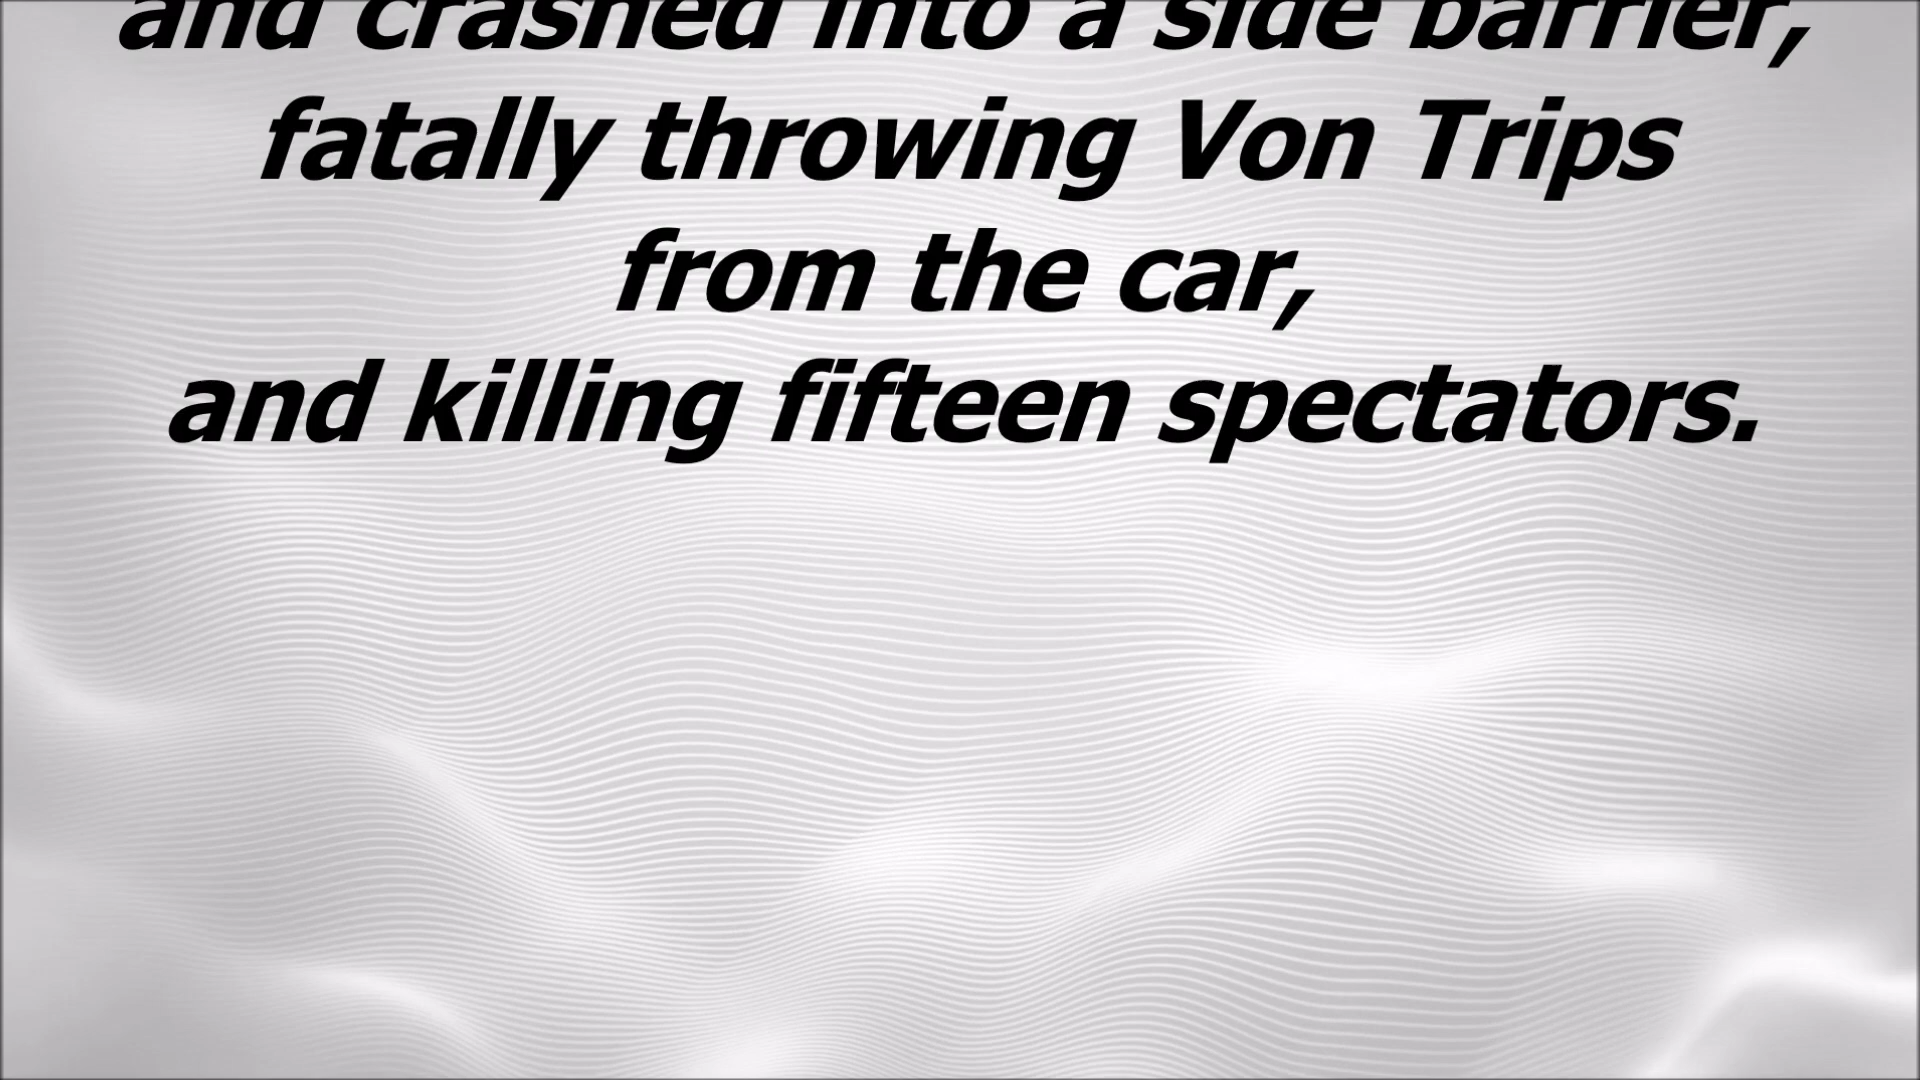 and crashed into a side barrier,
fatally throwing Von Trips
from the car,
and killing fifteen spectators.